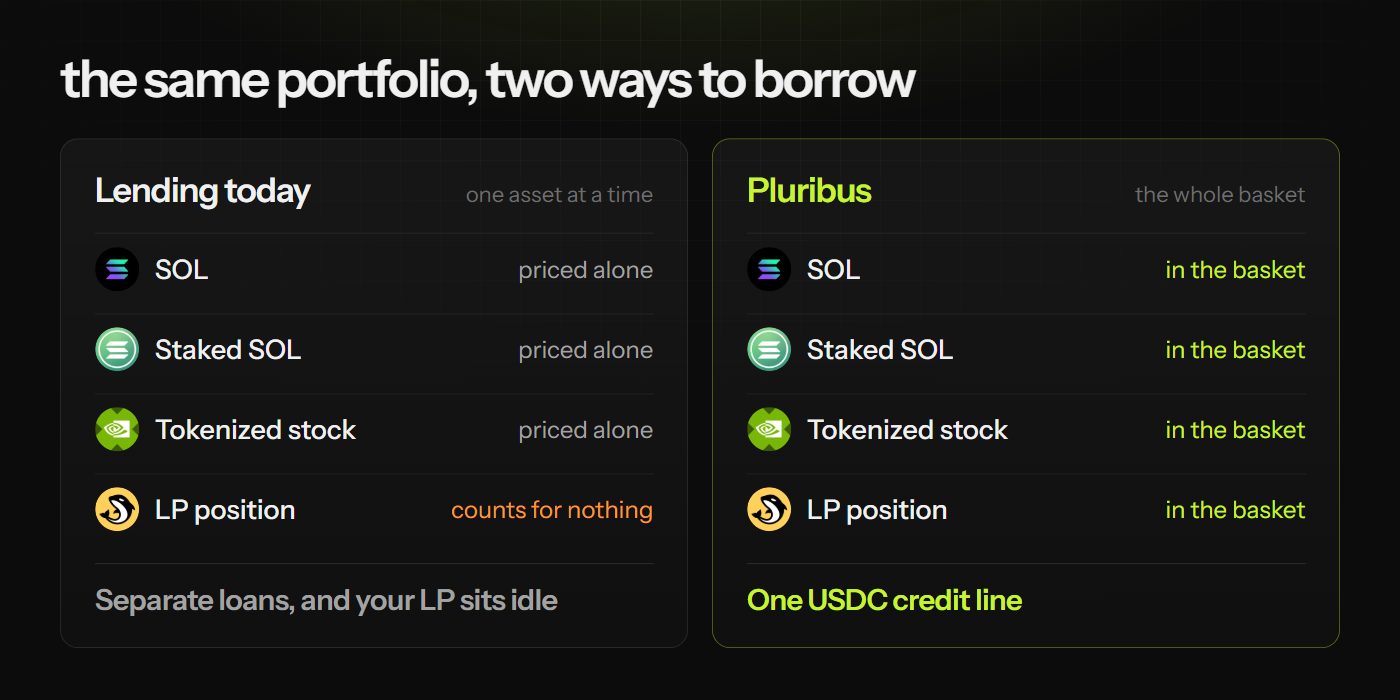 the same portfolio, two ways to borrow
Lending today
one asset at a time
SOL
priced alone
Staked SOL
priced alone
Tokenized stock
priced alone
LP position
counts for nothing
Separate loans, and your LP sits idle
Pluribus
the whole basket
SOL
in the basket
Staked SOL
in the basket
Tokenized stock
in the basket
LP position
in the basket
One USDC credit line